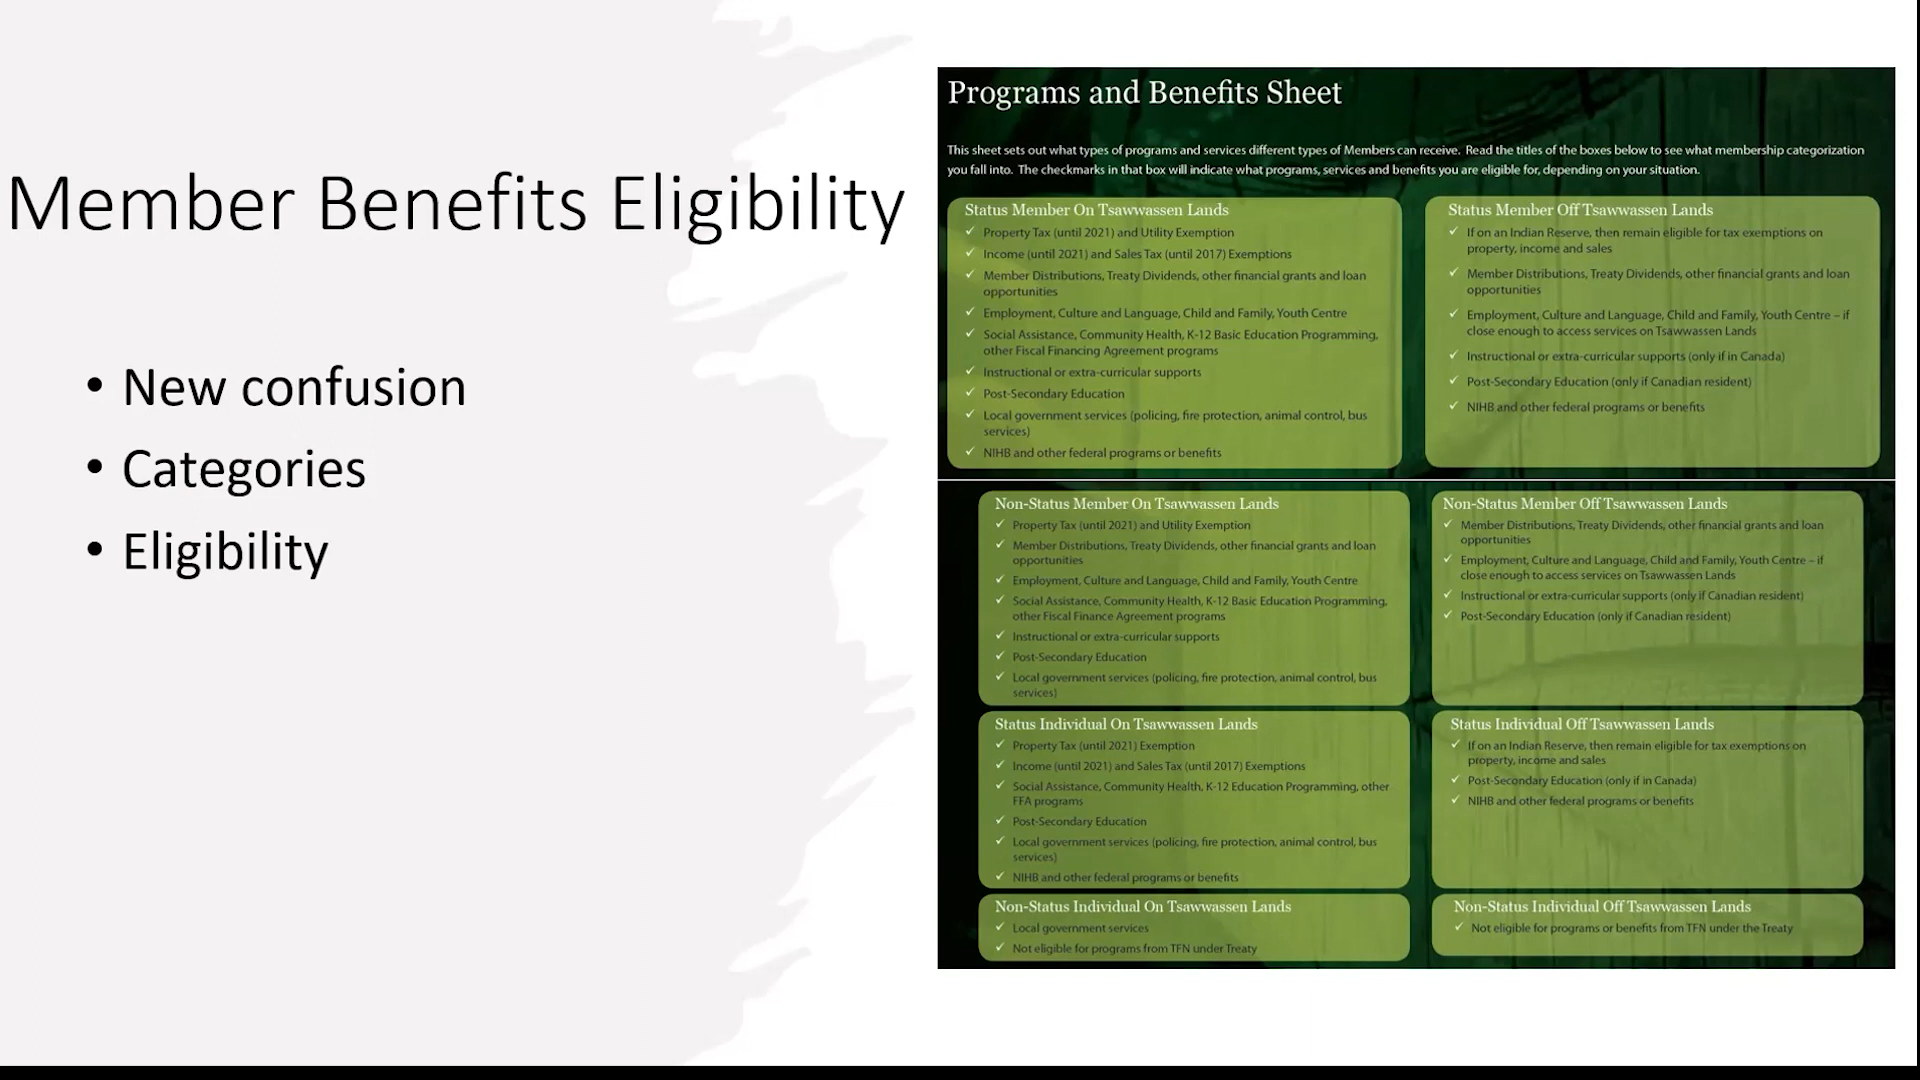 Member Benefits Eligibility
• New confusion
• Categories
• Eligibility
Programs and Benefits Sheet
This sheet sets out what types of programs and services different types of Members can receive. Read the titles of the boxes below to see what membership categorization
you fall into. The checkmarks in that box will indicate what programs, services and benefits you are eligible for, depending on your situation.
Status Member On Tsawwassen Lands
✓ Property Tax (until 2021) and Utility Exemption
✓ Income (until 2021) and Sales Tax (until 2017) Exemptions
✓ Member Distributions, Treaty Dividends, other financial grants and loan
opportunities
✓ Employment, Culture and Language, Child and Family, Youth Centre
✓ Social Assistance, Community Health, K-12 Basic Education Programming,
other Fiscal Financing Agreement programs
✓ Instructional or extra-curricular supports
✓ Post-Secondary Education
✓ Local government services (policing, fire protection, animal control, bus
services)
✓ NIHB and other federal programs or benefits
Status Member Off Tsawwassen Lands
✓ If on an Indian Reserve, then remain eligible for tax exemptions on
property, income and sales
✓ Member Distributions, Treaty Dividends, other financial grants and loan
opportunities
✓ Employment, Culture and Language, Child and Family, Youth Centre – if
close enough to access services on Tsawwassen Lands
✓ Instructional or extra-curricular supports (only if in Canada)
✓ Post-Secondary Education (only if Canadian resident)
✓ NIHB and other federal programs or benefits
Non-Status Member On Tsawwassen Lands
✓ Property Tax (until 2021) and Utility Exemption
✓ Member Distributions, Treaty Dividends, other financial grants and loan
opportunities
✓ Employment, Culture and Language, Child and Family, Youth Centre
✓ Social Assistance, Community Health, K-12 Basic Education Programming,
other Fiscal Finance Agreement programs
✓ Instructional or extra-curricular supports
✓ Post-Secondary Education
✓ Local government services (policing, fire protection, animal control, bus
services)
Non-Status Member Off Tsawwassen Lands
✓ Member Distributions, Treaty Dividends, other financial grants and loan
opportunities
✓ Employment, Culture and Language, Child and Family, Youth Centre – if
close enough to access services on Tsawwassen Lands
✓ Instructional or extra-curricular supports (only if Canadian resident)
✓ Post-Secondary Education (only if Canadian resident)
Status Individual On Tsawwassen Lands
✓ Property Tax (until 2021) Exemption
✓ Income (until 2021) and Sales Tax (until 2017) Exemptions
✓ Social Assistance, Community Health, K-12 Education Programming, other
FFA programs
✓ Post-Secondary Education
✓ Local government services (policing, fire protection, animal control, bus
services)
✓ NIHB and other federal programs or benefits
Status Individual Off Tsawwassen Lands
✓ If on an Indian Reserve, then remain eligible for tax exemptions on
property, income and sales
✓ Post-Secondary Education (only if in Canada)
✓ NIHB and other federal programs or benefits
Non-Status Individual On Tsawwassen Lands
✓ Local government services
✓ Not eligible for programs from TFN under Treaty
Non-Status Individual Off Tsawwassen Lands
✓ Not eligible for programs or benefits from TFN under the Treaty